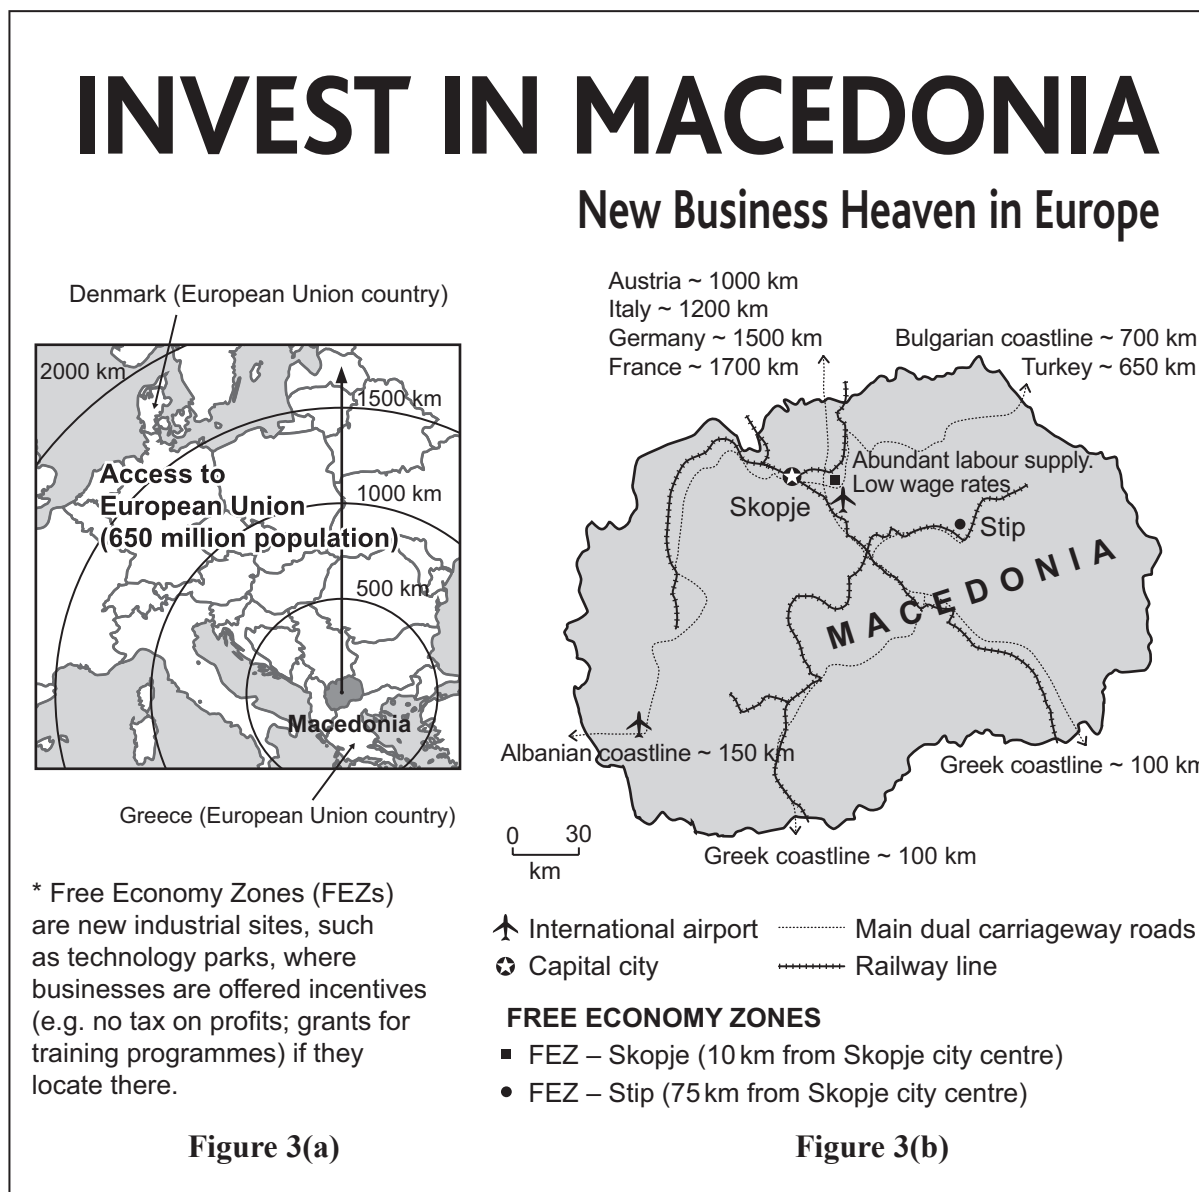 INVEST IN MACEDONIA
New Business Heaven in Europe
Denmark (European Union country)
2000 km
1500 km
Access to
European Union
(650 million population)
1000 km
500 km
Macedonia
Greece (European Union country)
* Free Economy Zones (FEZs)
are new industrial sites, such
as technology parks, where
businesses are offered incentives
(e.g. no tax on profits; grants for
training programmes) if they
locate there.
Figure 3(a)
Austria ~ 1000 km
Italy ~ 1200 km
Germany ~ 1500 km
France ~ 1700 km
Bulgarian coastline ~ 700 km
Turkey ~ 650 km
Abundant labour supply.
Low wage rates
Skopje
Stip
MACEDONIA
Albanian coastline ~ 150 km
Greek coastline ~ 100 km
Greek coastline ~ 100 km
0 30
km
International airport
Main dual carriageway roads
Capital city
Railway line
FREE ECONOMY ZONES
FEZ – Skopje (10 km from Skopje city centre)
FEZ – Stip (75 km from Skopje city centre)
Figure 3(b)